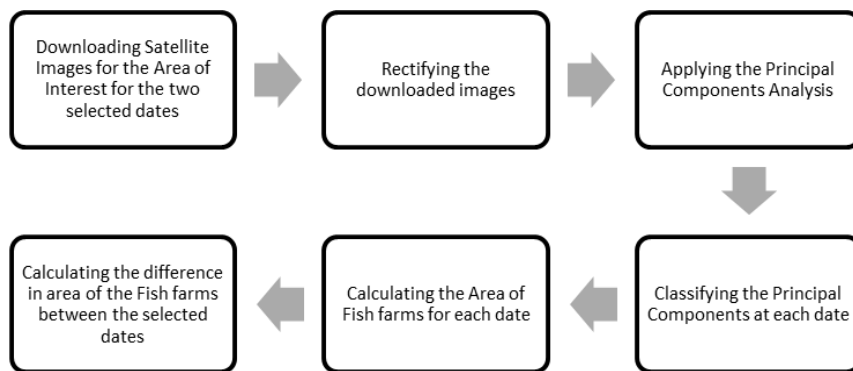 Downloading Satellite
Images for the Area of
Interest for the two
selected dates
Rectifying the
downloaded images
Applying the Principal
Components Analysis
Classifying the Principal
Components at each date
Calculating the Area of
Fish farms for each date
Calculating the difference
in area of the Fish farms
between the selected
dates